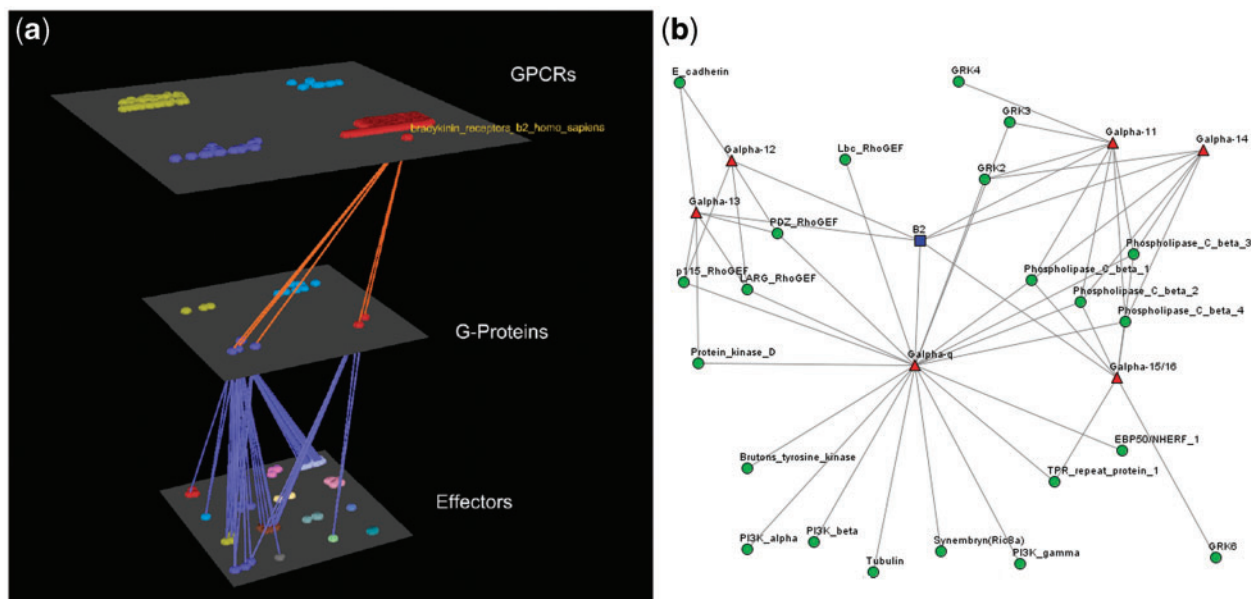 (a)
GPCRs
bradykinin_receptors_b2_homo_sapiens
G-Proteins
Effectors
(b)
E_cadherin
GRK4
GRK3
Galpha-11
Galpha-14
Galpha-12
Lbc_RhoGEF
GRK2
Galpha-13
PDZ_RhoGEF
B2
Phospholipase_C_beta_3
p115_RhoGEF
LARG_RhoGEF
Phospholipase_C_beta_1
Phospholipase_C_beta_2
Phospholipase_C_beta_4
Protein_kinase_D
Galpha-q
Galpha-15/16
EBP50/NHERF_1
Brutons_tyrosine_kinase
TPR_repeat_protein_1
PI3K_alpha
PI3K_beta
Tubulin
Synembryn(Ric8a)
PI3K_gamma
GRK6